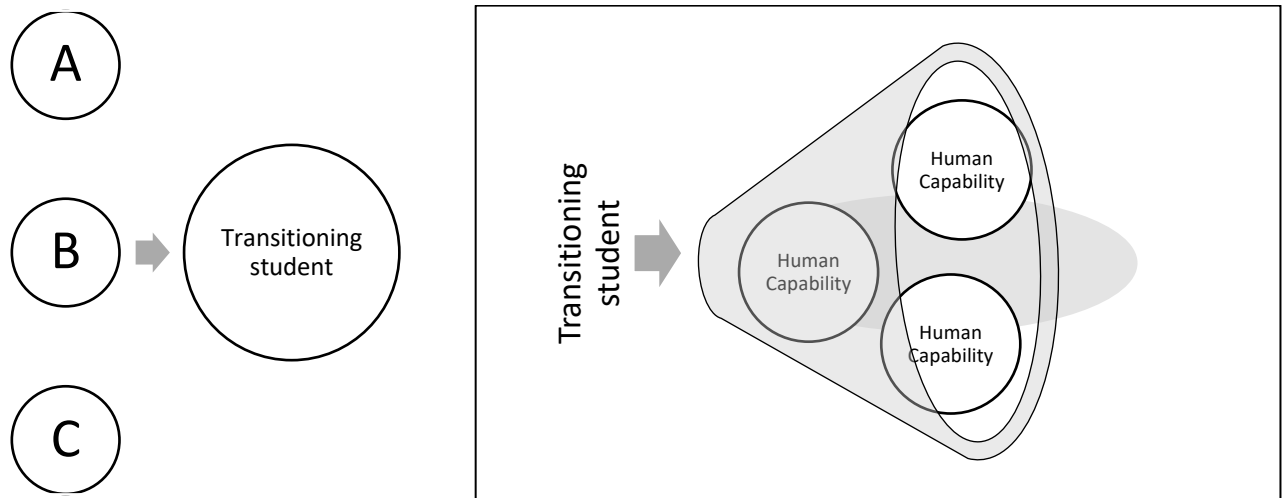 A
B
C
Transitioning
student
Transitioning
student
Human
Capability
Human
Capability
Human
Capability